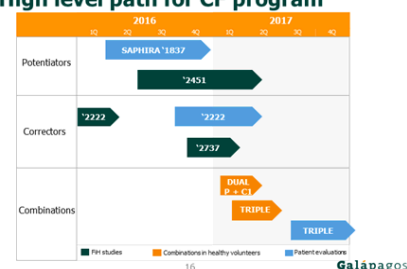 High level path for CF program
2016 2017
1Q 2Q 3Q 4Q 1Q 2Q 3Q 4Q
Potentiators
SAPHIRA '1837
'2451
Correctors
'2222 '2222
'2737
Combinations
DUAL
P + C1
TRIPLE
TRIPLE
FiH studies Combinations in healthy volunteers Patient evaluations
16
Galápagos